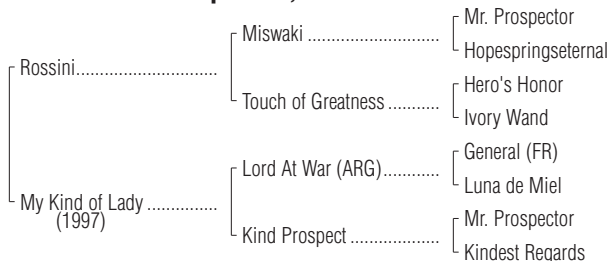 Mr. Prospector
Miswaki ....................
Hopespringseternal
Rossini............................
Hero's Honor
Touch of Greatness ...........
Ivory Wand
General (FR)
Lord At War (ARG)............
Luna de Miel
My Kind of Lady ...............
(1997)
Mr. Prospector
Kind Prospect ...................
Kindest Regards